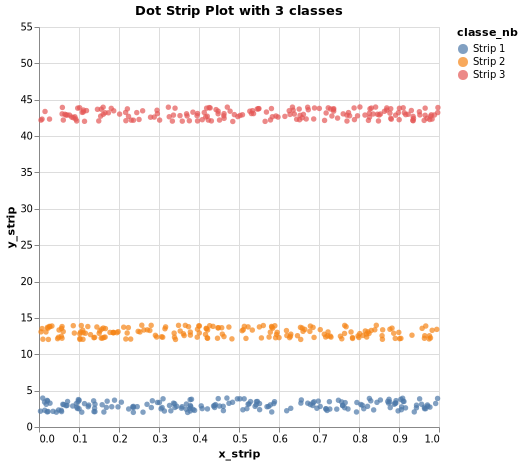 Dot Strip Plot with 3 classes
classe_nb
Strip 1
Strip 2
Strip 3
55
50
45
40
35
30
25
20
15
10
5
0
y_strip
0.0 0.1 0.2 0.3 0.4 0.5 0.6 0.7 0.8 0.9 1.0
x_strip